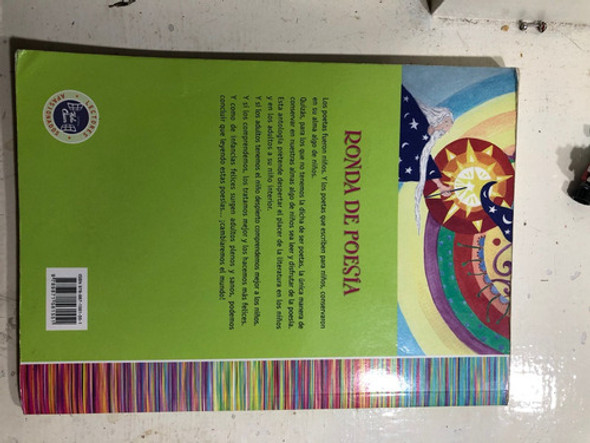 RONDA DE POESÍA
Los poetas fueron niños. Y los poetas que escriben para niños, conservaron
en su alma algo de niños.
Quizás, para los que no tenemos la dicha de ser poetas, la única manera de
conservar en nuestras almas algo de niños sea leer y disfrutar de la poesía.
Esta antología pretende despertar el placer de la literatura en los niños
y en los adultos a su niño interior.
Y si los adultos tenemos el niño despierto comprendemos mejor a los niños.
Y si los comprendemos, los tratamos mejor y los hacemos más felices.
Y como de infancias felices surgen adultos plenos y sanos, podemos
concluir que leyendo estas poesías... ¡cambiaremos el mundo!